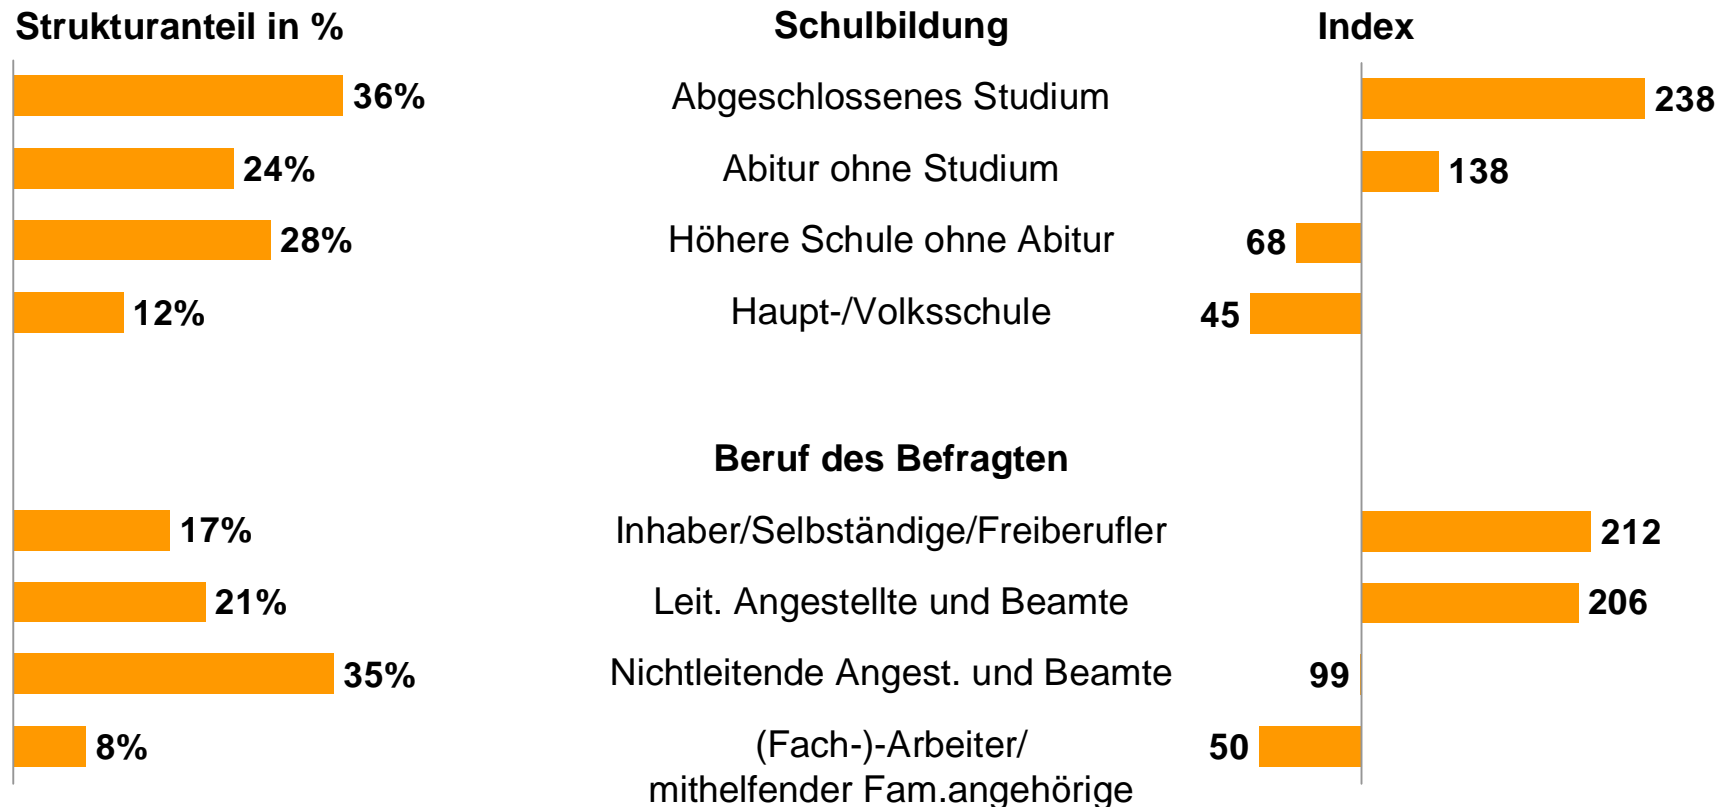 Strukturanteil in % Schulbildung Index
36% Abgeschlossenes Studium 238
24% Abitur ohne Studium 138
28% Höhere Schule ohne Abitur 68
12% Haupt-/Volksschule 45
Beruf des Befragten
17% Inhaber/Selbständige/Freiberufler 212
21% Leit. Angestellte und Beamte 206
35% Nichtleitende Angest. und Beamte 99
8% (Fach-)-Arbeiter/ 50
mithelfender Fam.angehörige